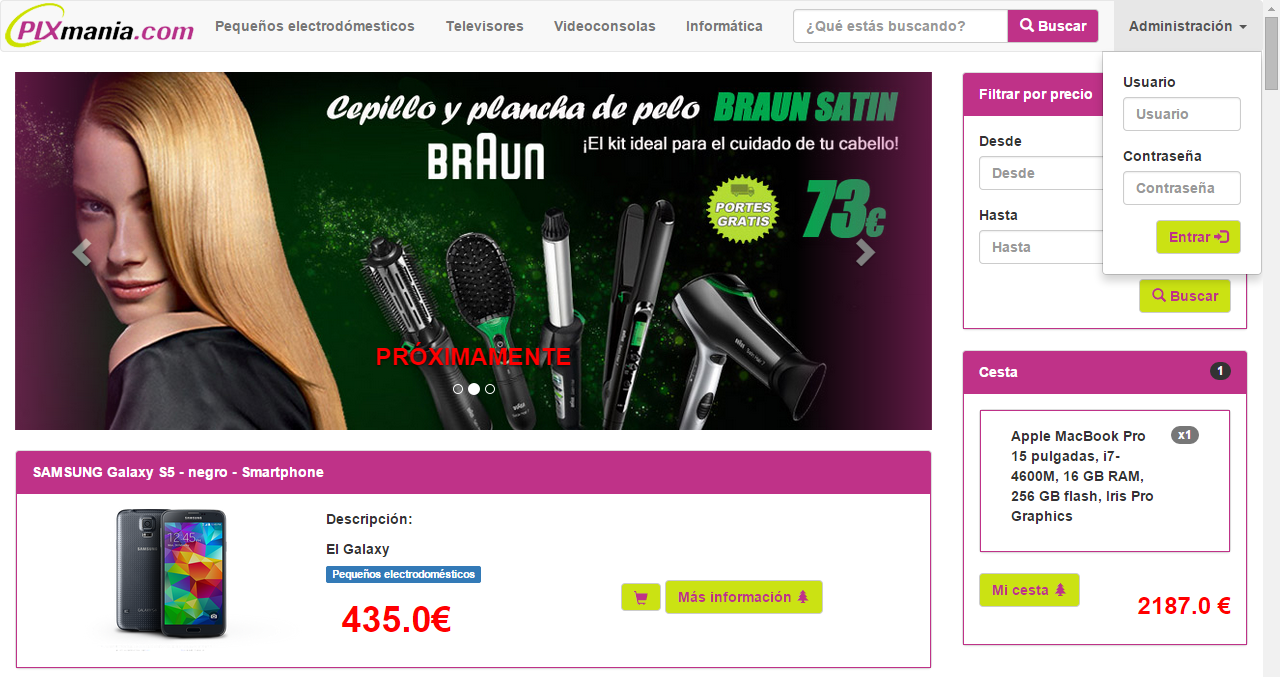 PIXmania.com
Pequeños electrodómesticos
Televisores
Videoconsolas
Informática
¿Qué estás buscando?
Buscar
Administración
Usuario
Usuario
Contraseña
Contraseña
Entrar
Cepillo y plancha de pelo BRAUN SATIN
BRAUN
¡El kit ideal para el cuidado de tu cabello!
PORTES
GRATIS
73€
PRÓXIMAMENTE
Filtrar por precio
Desde
Desde
Hasta
Hasta
Buscar
Cesta
1
Apple MacBook Pro
x1
15 pulgadas, i7-
4600M, 16 GB RAM,
256 GB flash, Iris Pro
Graphics
Mi cesta
2187.0 €
SAMSUNG Galaxy S5 - negro - Smartphone
SAMSUNG
12:45
Descripción:
El Galaxy
Pequeños electrodomésticos
435.0€
Más información